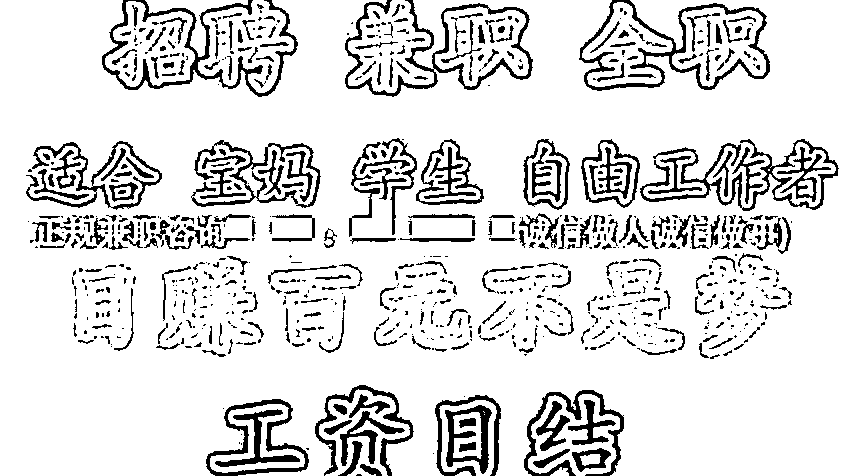 招聘 兼职 全职
适合 宝妈 学生 自由工作者
正规兼职咨询 诚信做人诚信做事)
日赚百元不是梦
工资日结